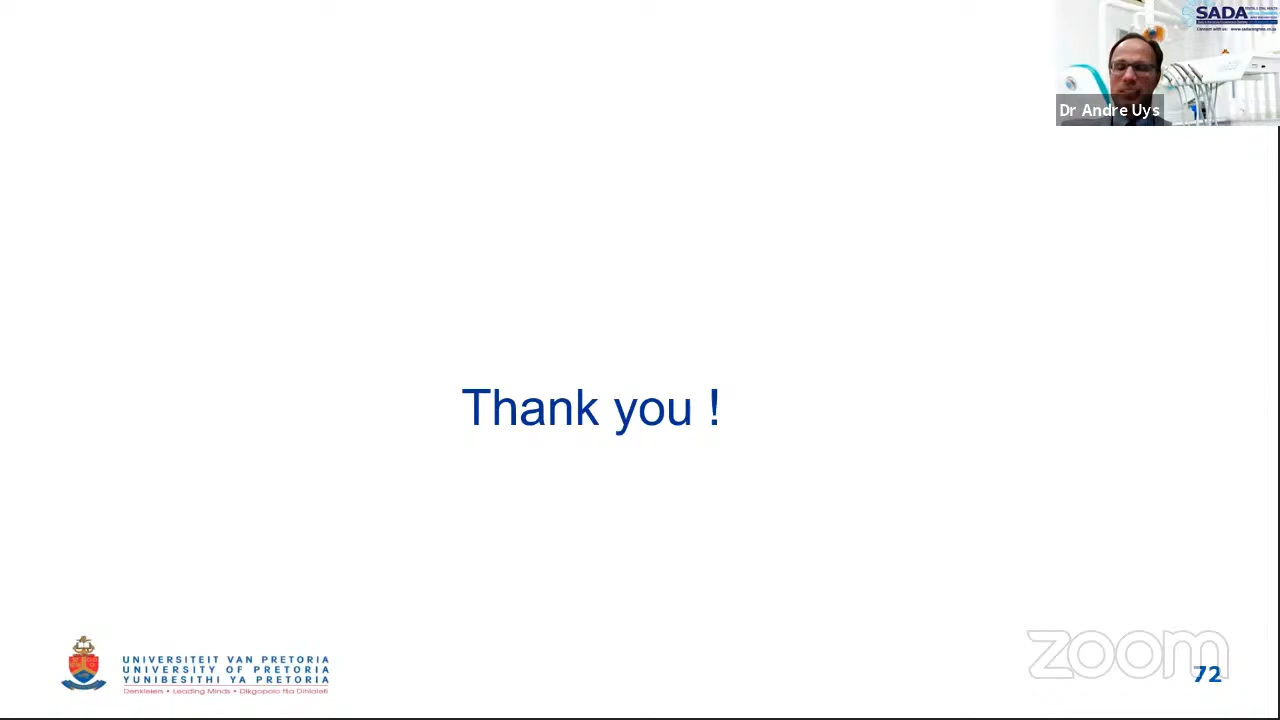 SADA
Dr Andre Uys
Thank you !
UNIVERSITEIT VAN PRETORIA
UNIVERSITY OF PRETORIA
YUNIBESITHI YA PRETORIA
Denkleiers • Leading Minds • Dikgopolo tša Dihlalefi
zoom
72